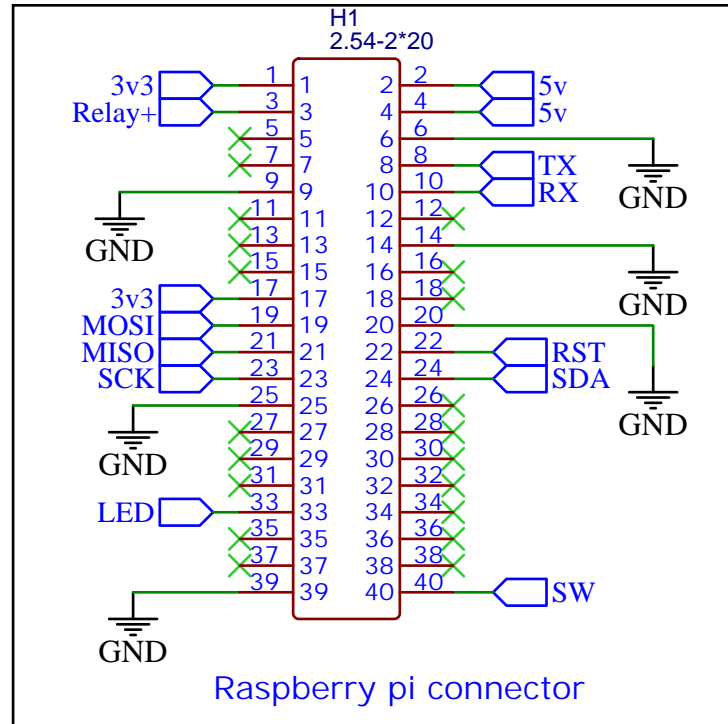 H1
2.54-2*20
3v3 1 1 2 2 5v
Relay+ 3 3 4 4 5v
5 5 6 6
7 7 8 8 TX
9 9 10 10 RX
GND
GND 11 11 12 12
13 13 14 14
15 15 16 16
3v3 17 17 18 18 GND
MOSI 19 19 20 20
MISO 21 21 22 22 RST
SCK 23 23 24 24 SDA
25 25 26 26 GND
27 27 28 28
GND 29 29 30 30
31 31 32 32
LED 33 33 34 34
35 35 36 36
37 37 38 38
39 39 40 40 SW
GND
Raspberry pi connector